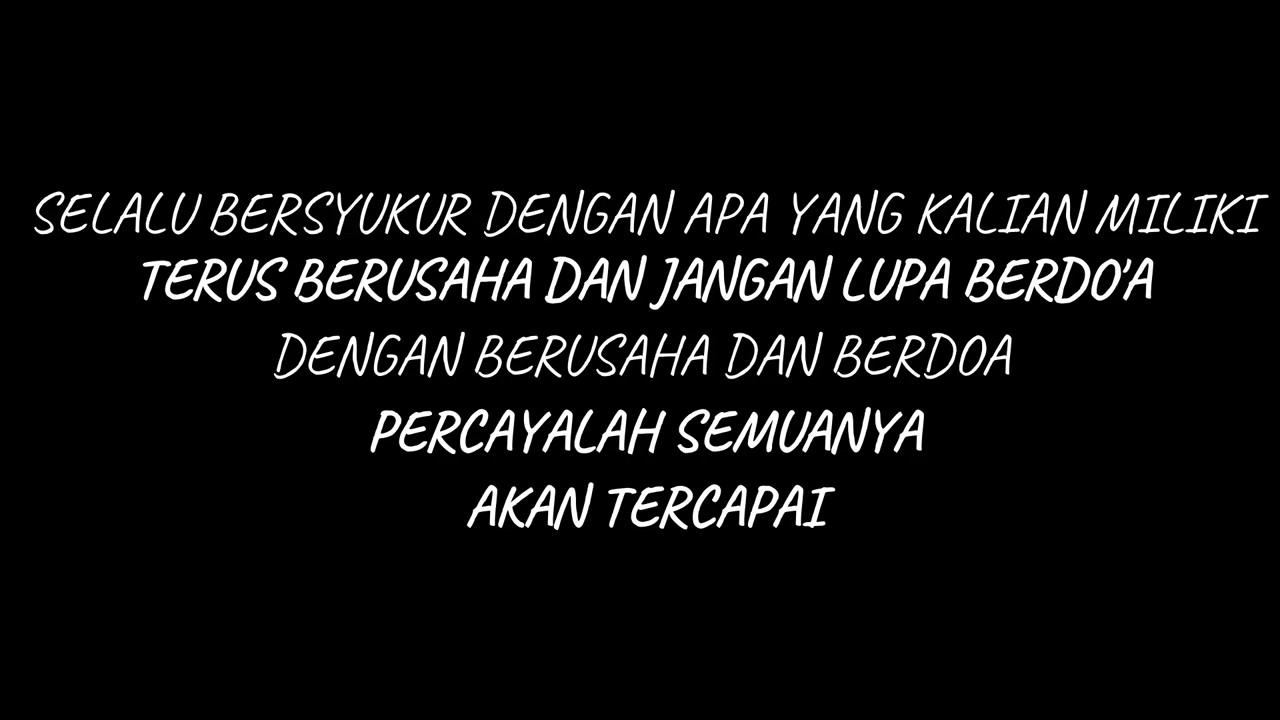 SELALU BERSYUKUR DENGAN APA YANG KALIAN MILIKI
TERUS BERUSAHA DAN JANGAN LUPA BERDO'A
DENGAN BERUSAHA DAN BERDOA
PERCAYALAH SEMUANYA
AKAN TERCAPAI